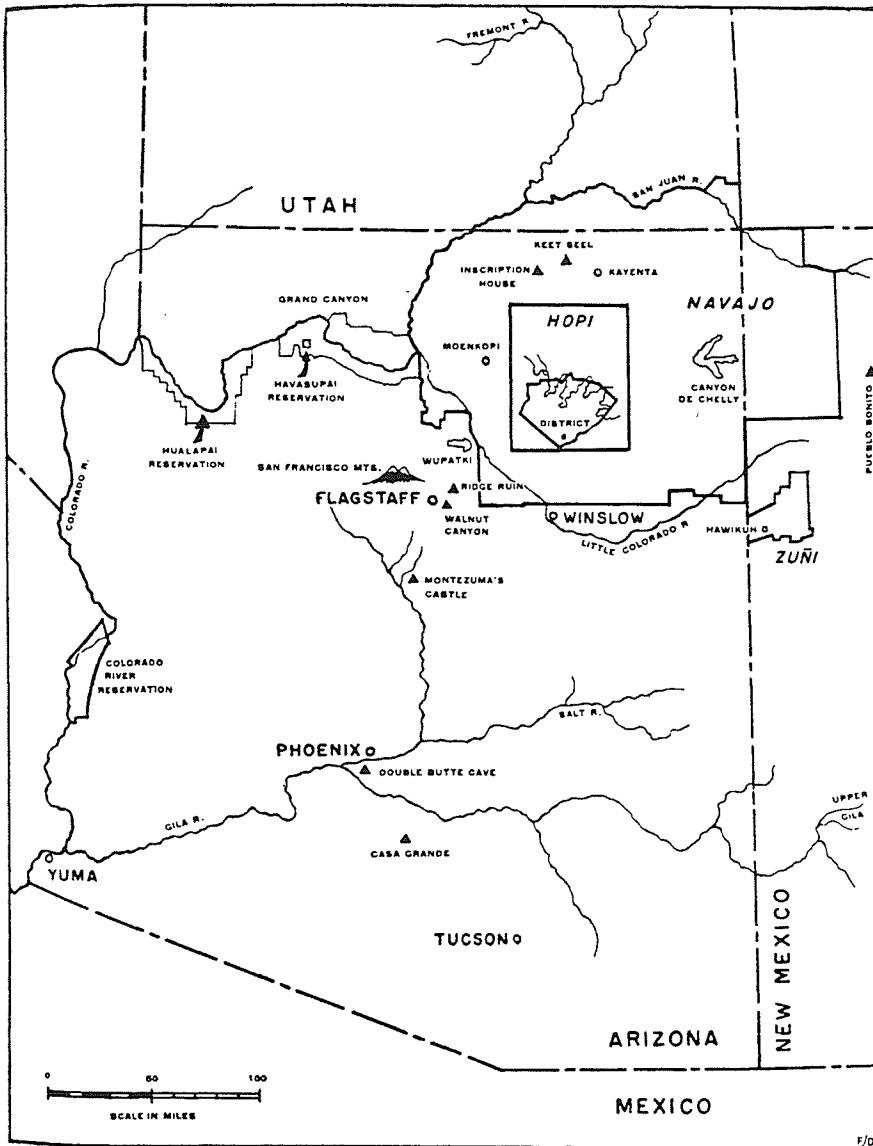 FREMONT R.
SAN JUAN R.
UTAH
KEET SEEL
INSCRIPTION
HOUSE
KAYENTA
GRAND CANYON
NAVAJO
HOPI
MOENKOPI
HAVASUPAI
RESERVATION
CANYON
DE CHELLY
DISTRICT
6
PUEBLO BONITO
HUALAPAI
RESERVATION
WUPATKI
SAN FRANCISCO MTS.
RIDGE RUIN
COLORADO R.
FLAGSTAFF
WALNUT
CANYON
WINSLOW
LITTLE COLORADO R
HAWIKUH
ZUÑI
MONTEZUMA'S
CASTLE
COLORADO
RIVER
RESERVATION
SALT R.
PHOENIX
DOUBLE BUTTE CAVE
UPPER
GILA
GILA R.
CASA GRANDE
YUMA
TUCSON
NEW MEXICO
ARIZONA
0 50 100
SCALE IN MILES
MEXICO
F/D